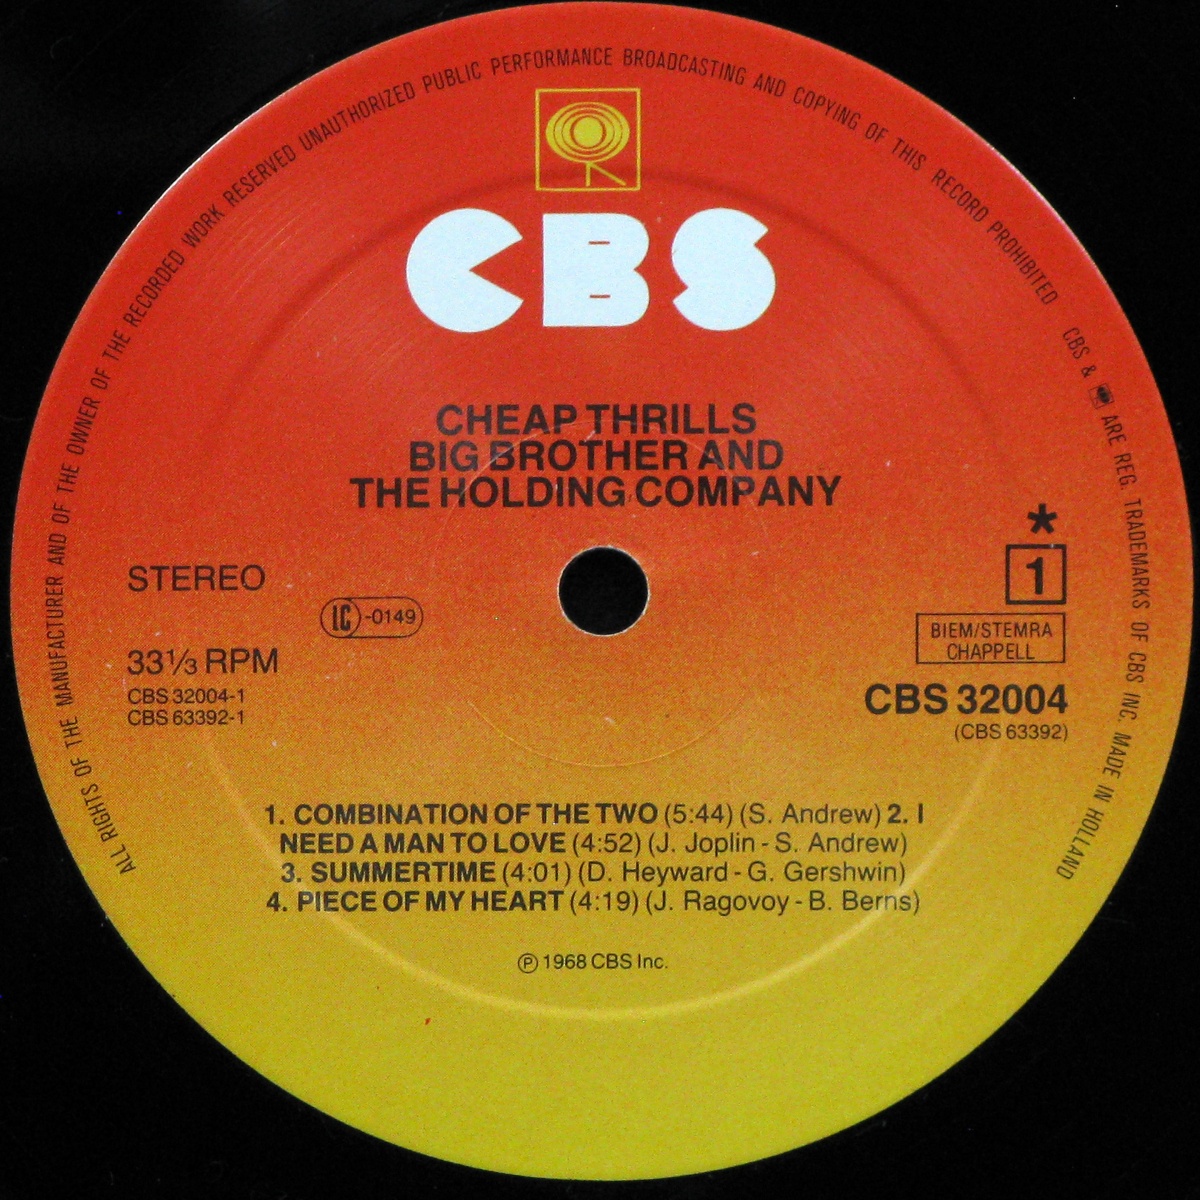 ALL RIGHTS OF THE MANUFACTURER AND OF THE OWNER OF THE RECORDED WORK RESERVED UNAUTHORIZED PUBLIC PERFORMANCE BROADCASTING AND COPYING OF THIS RECORD PROHIBITED CBS & ARE REG. TRADEMARKS OF CBS INC. MADE IN HOLLAND
CBS
CHEAP THRILLS
BIG BROTHER AND
THE HOLDING COMPANY
STEREO
LC-0149
33⅓ RPM
CBS 32004-1
CBS 63392-1
*
1
BIEM/STEMRA
CHAPPELL
CBS 32004
(CBS 63392)
1. COMBINATION OF THE TWO (5:44) (S. Andrew) 2. I
NEED A MAN TO LOVE (4:52) (J. Joplin - S. Andrew)
3. SUMMERTIME (4:01) (D. Heyward - G. Gershwin)
4. PIECE OF MY HEART (4:19) (J. Ragovoy - B. Berns)
℗ 1968 CBS Inc.